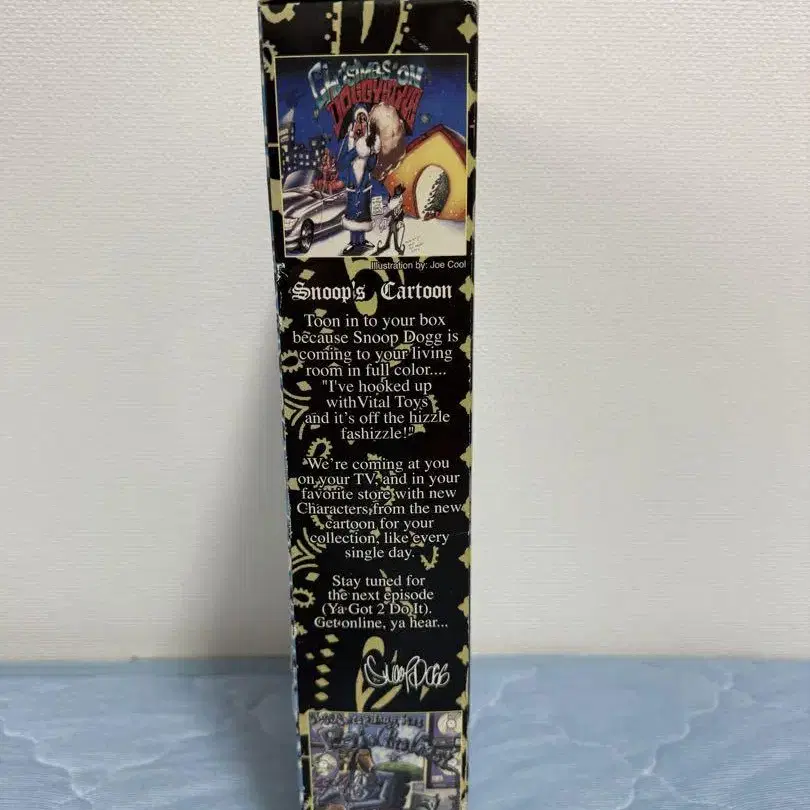 CHRISTMAS ON
Illustration by: Joe Cool
Snoop's Cartoon
Toon in to your box
because Snoop Dogg is
coming to your living
room in full color....
"I've hooked up
withVital Toys
and it's off the hizzle
fashizzle!"
We're coming at you
on your TV, and in your
favorite store with new
Characters from the new
cartoon for your
collection, like every
single day.
Stay tuned for
the next episode
(Ya Got 2 Do It).
Get online, ya hear...
Snoop Dogg